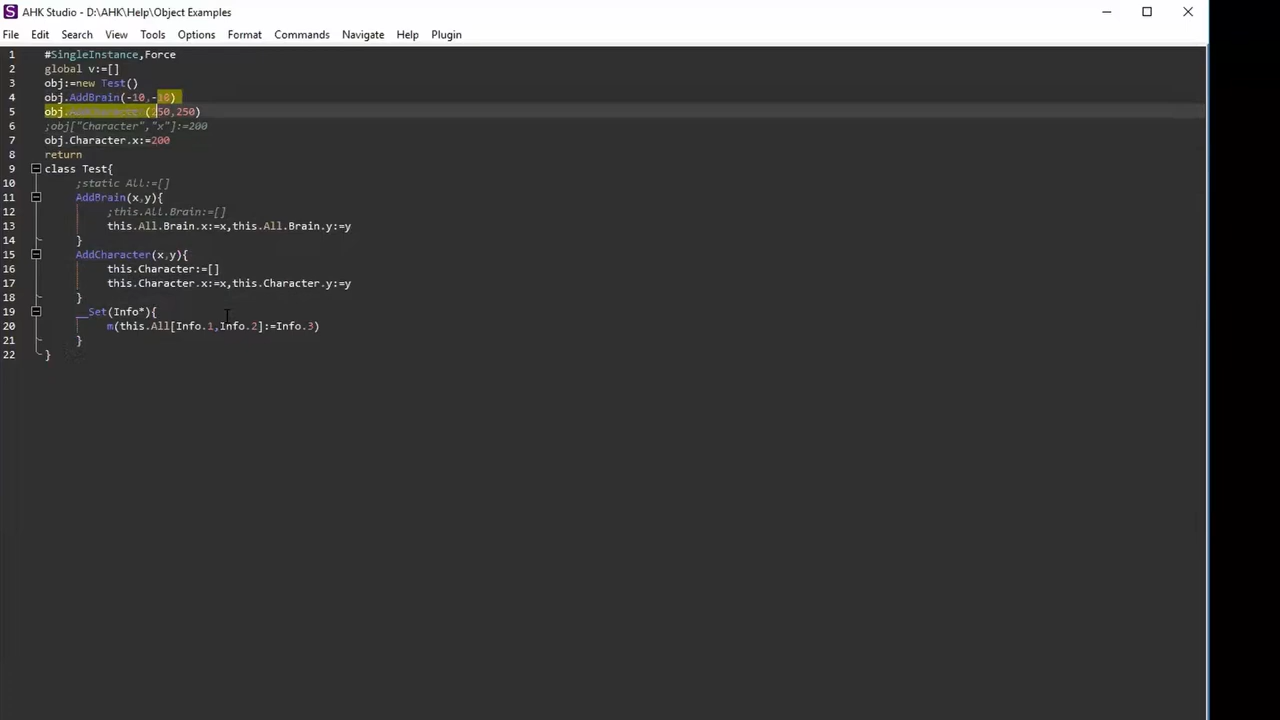 AHK Studio - D:\AHK\Help\Object Examples
File Edit Search View Tools Options Format Commands Navigate Help Plugin
1 #SingleInstance,Force
2 global v:=[]
3 obj:=new Test()
4 obj.AddBrain(-10,-10)
5 obj.AddCharacter(250,250)
6 ;obj["Character","x"]:=200
7 obj.Character.x:=200
8 return
9 class Test{
10 ;static All:=[]
11 AddBrain(x,y){
12 ;this.All.Brain:=[]
13 this.All.Brain.x:=x,this.All.Brain.y:=y
14 }
15 AddCharacter(x,y){
16 this.Character:=[]
17 this.Character.x:=x,this.Character.y:=y
18 }
19 __Set(Info*){
20 m(this.All[Info.1,Info.2]:=Info.3)
21 }
22 }